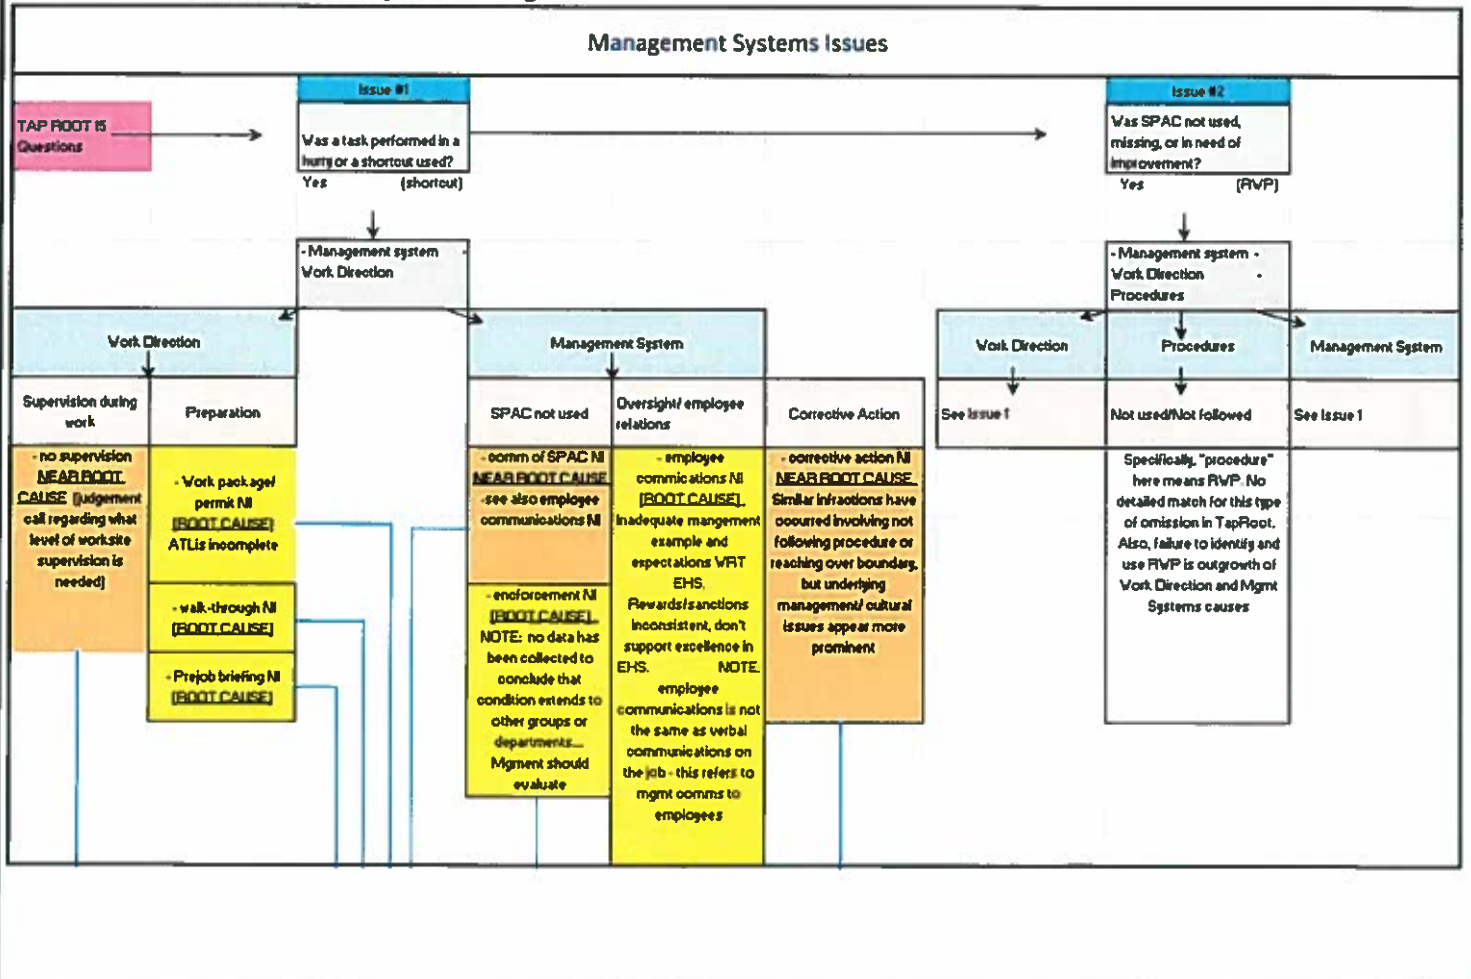 Management Systems Issues
TAP ROOT 15
Questions
Issue #1
Was a task performed in a
hurry or a shortcut used?
Yes (shortcut)
Issue #2
Was SPAC not used,
missing, or in need of
improvement?
Yes (RWP)
- Management system -
Work Direction
- Management system -
Work Direction -
Procedures
Work Direction
Management System
Work Direction
Procedures
Management System
Supervision during
work
Preparation
SPAC not used
Oversight/ employee
relations
Corrective Action
See Issue 1
Not used/Not followed
See Issue 1
- no supervision
NEAR ROOT
CAUSE [judgement
call regarding what
level of worksite
supervision is
needed]
- Work package/
permit NI
[ROOT CAUSE]
ATL is incomplete
- walk-through NI
[ROOT CAUSE]
- Prejob briefing NI
[ROOT CAUSE]
- comm of SPAC NI
NEAR ROOT CAUSE
-see also employee
communications NI
- encforcement NI
[ROOT CAUSE]
NOTE: no data has
been collected to
conclude that
condition extends to
other groups or
departments...
Mgment should
evaluate
- employee
commications NI
[ROOT CAUSE]
Inadequate mangement
example and
expectations WRT
EHS.
Rewards/sanctions
inconsistent, don't
support excellence in
EHS. NOTE.
employee
communications is not
the same as verbal
communications on
the job - this refers to
mgmt comms to
employees
- corrective action NI
NEAR ROOT CAUSE
Similar infractions have
occurred involving not
following procedure or
reaching over boundary,
but underlying
management/ cultural
issues appear more
prominent
Specifically, "procedure"
here means RWP. No
detailed match for this type
of omission in TapRoot.
Also, failure to identify and
use RWP is outgrowth of
Work Direction and Mgmt
Systems causes